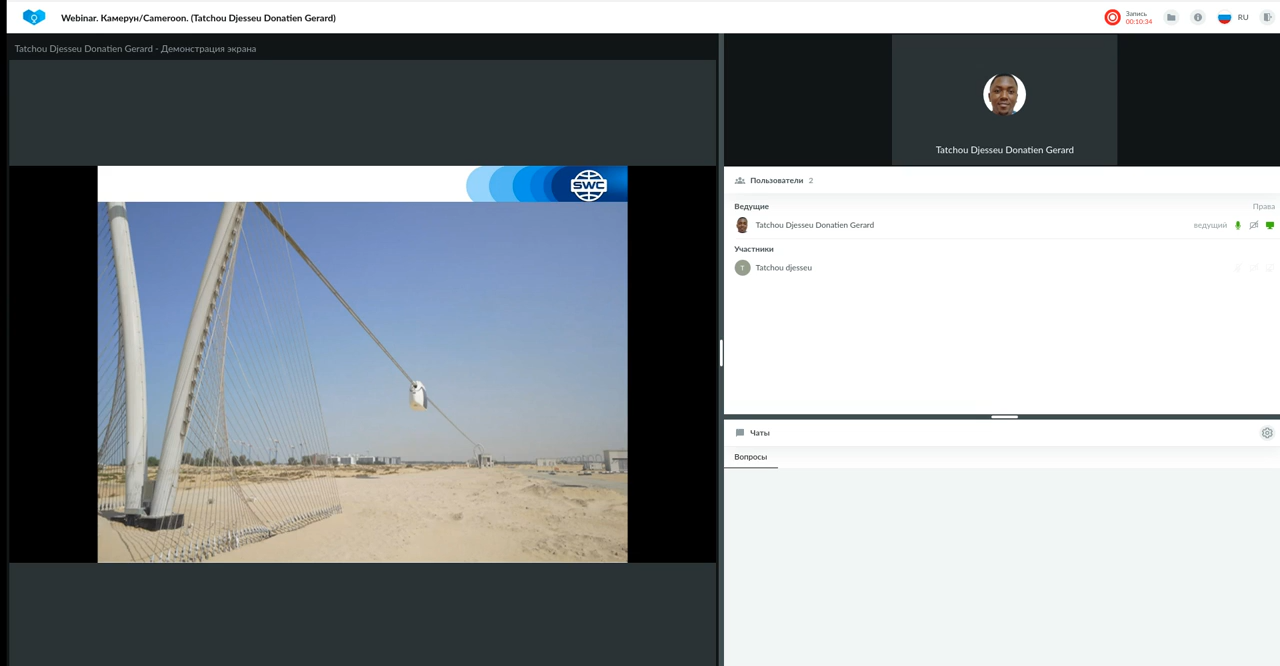 Webinar. Камерун/Cameroon. (Tatchou Djesseu Donatien Gerard)
Запись
00:10:34
RU
Tatchou Djesseu Donatien Gerard - Демонстрация экрана
SWC
Tatchou Djesseu Donatien Gerard
Пользователи 2
Ведущие Права
Tatchou Djesseu Donatien Gerard ведущий
Участники
T Tatchou djesseu
Чаты
Вопросы